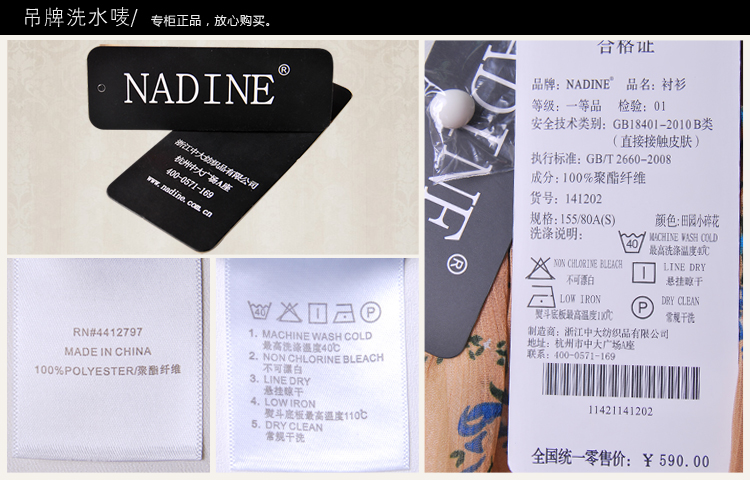 吊牌洗水唛/ 专柜正品，放心购买。
NADINE®
浙江中大纺织品有限公司
杭州中大广场A座
400-0571-169
www.nadine.com.cn
RN#4412797
MADE IN CHINA
100%POLYESTER/聚酯纤维
40 P
1. MACHINE WASH COLD
最高洗涤温度40℃
2. NON CHLORINE BLEACH
不可漂白
3. LINE DRY
悬挂晾干
4. LOW IRON
熨斗底板最高温度110℃
5. DRY CLEAN
常规干洗
ADINE®
合格证
品牌：NADINE® 品名：衬衫
等级：一等品 检验：01
安全技术类别：GB18401-2010 B类
（直接接触皮肤）
执行标准：GB/T 2660-2008
成分：100%聚酯纤维
货号：141202
规格：155/80A(S) 颜色：田园小碎花
洗涤说明：
40 MACHINE WASH COLD
最高洗涤温度40℃
NON CHLORINE BLEACH
不可漂白
LINE DRY
悬挂晾干
LOW IRON
熨斗底板最高温度110℃
P DRY CLEAN
常规干洗
制造商：浙江中大纺织品有限公司
地址：杭州市中大广场A座
联系：400-0571-169
11421141202
全国统一零售价：￥590.00